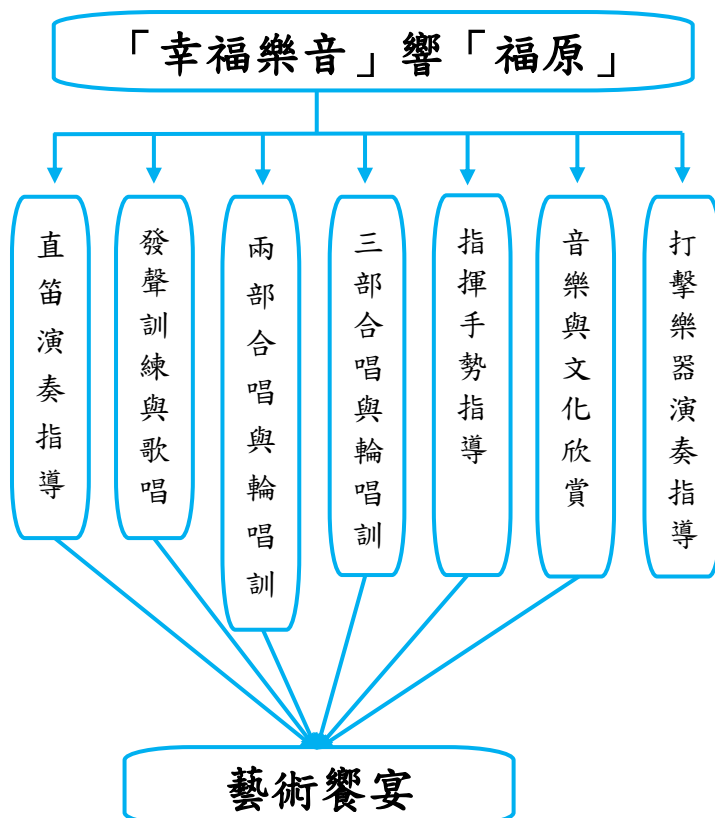 「幸福樂音」響「福原」
直笛演奏指導
發聲訓練與歌唱
兩部合唱與輪唱訓
三部合唱與輪唱訓
指揮手勢指導
音樂與文化欣賞
打擊樂器演奏指導
藝術饗宴